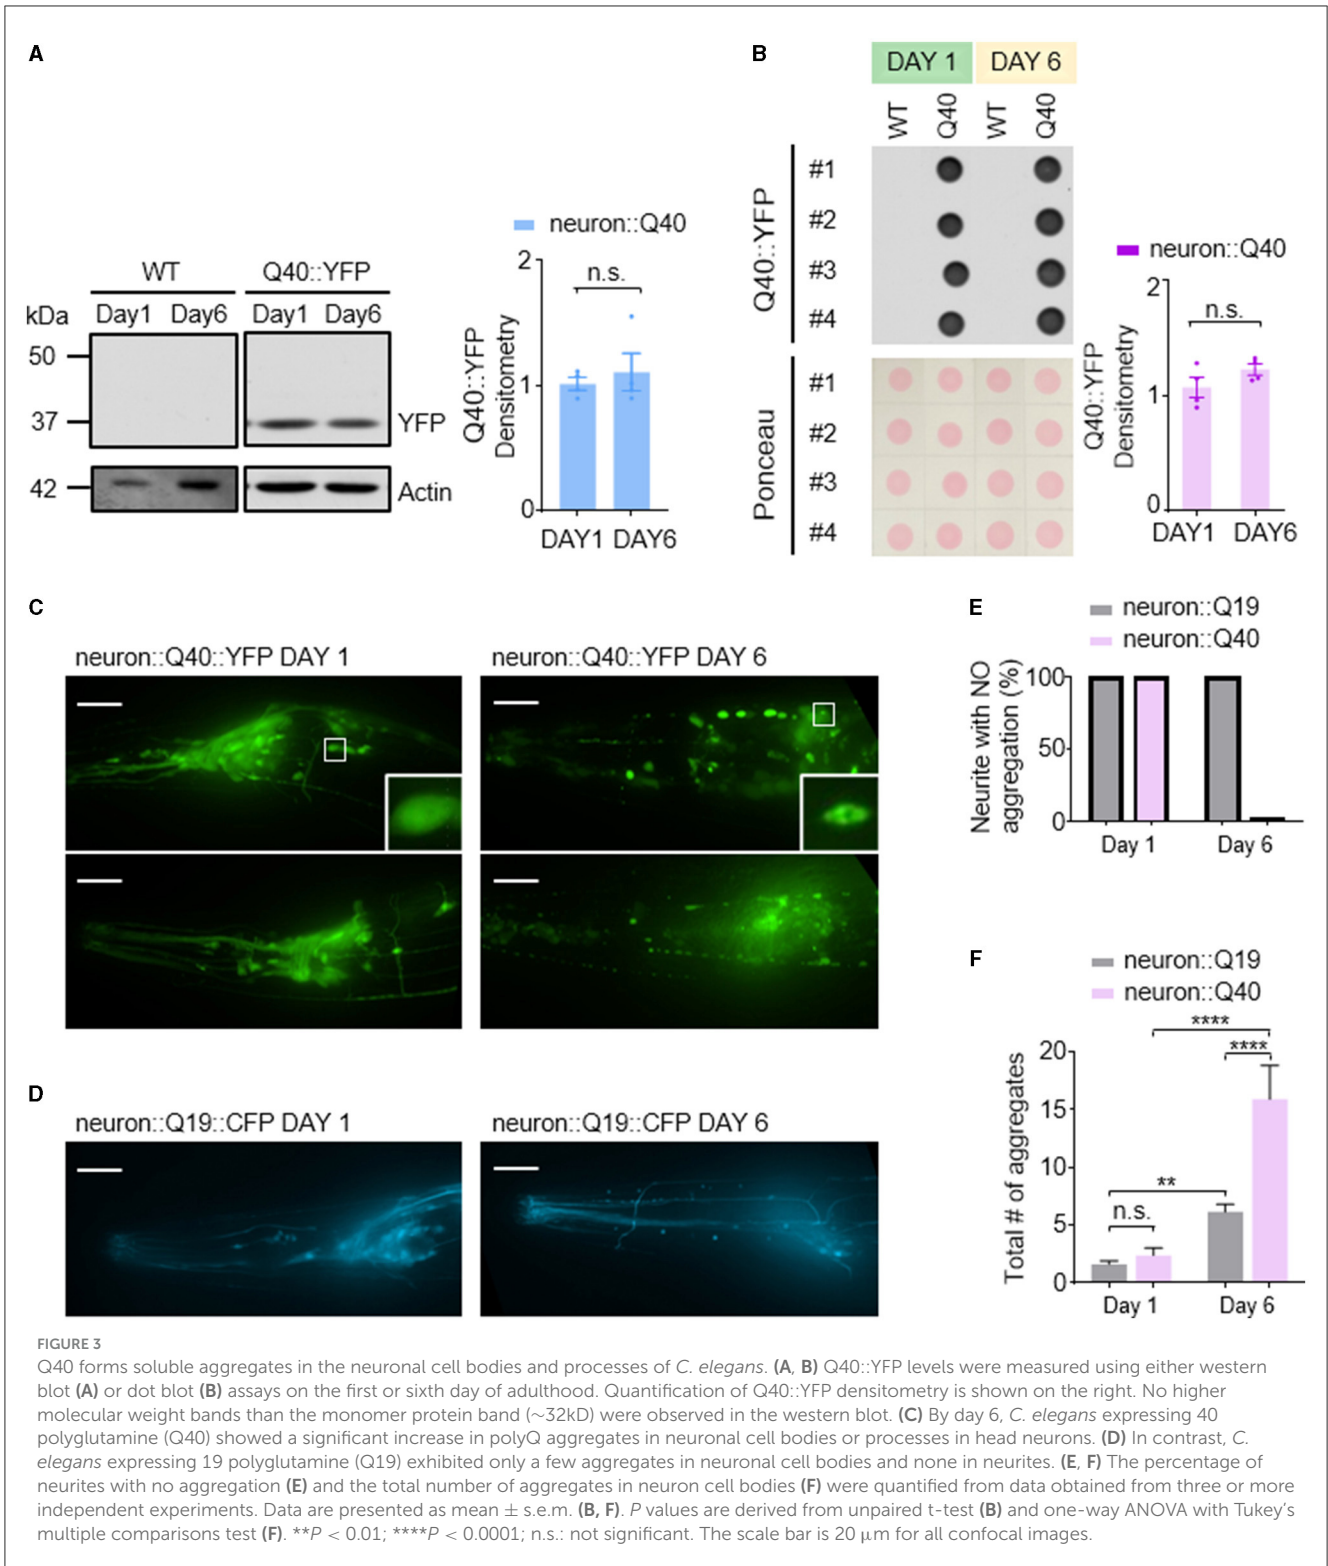 A
WT
Q40::YFP
kDa
Day1
Day6
Day1
Day6
50
37
YFP
42
Actin
neuron::Q40
2
n.s.
1
0
Q40::YFP
Densitometry
DAY1
DAY6
B
DAY 1
DAY 6
WT
Q40
WT
Q40
Q40::YFP
#1
#2
#3
#4
Ponceau
#1
#2
#3
#4
neuron::Q40
2
n.s.
1
0
Q40::YFP
Densitometry
DAY1
DAY6
C
neuron::Q40::YFP DAY 1
neuron::Q40::YFP DAY 6
D
neuron::Q19::CFP DAY 1
neuron::Q19::CFP DAY 6
E
neuron::Q19
neuron::Q40
Neurite with NO
aggregation (%)
100
50
0
Day 1
Day 6
F
neuron::Q19
neuron::Q40
Total # of aggregates
20
15
10
5
0
****
****
**
n.s.
Day 1
Day 6
FIGURE 3
Q40 forms soluble aggregates in the neuronal cell bodies and processes of C. elegans. (A, B) Q40::YFP levels were measured using either western
blot (A) or dot blot (B) assays on the first or sixth day of adulthood. Quantification of Q40::YFP densitometry is shown on the right. No higher
molecular weight bands than the monomer protein band (∼32kD) were observed in the western blot. (C) By day 6, C. elegans expressing 40
polyglutamine (Q40) showed a significant increase in polyQ aggregates in neuronal cell bodies or processes in head neurons. (D) In contrast, C.
elegans expressing 19 polyglutamine (Q19) exhibited only a few aggregates in neuronal cell bodies and none in neurites. (E, F) The percentage of
neurites with no aggregation (E) and the total number of aggregates in neuron cell bodies (F) were quantified from data obtained from three or more
independent experiments. Data are presented as mean ± s.e.m. (B, F). P values are derived from unpaired t-test (B) and one-way ANOVA with Tukey's
multiple comparisons test (F). **P < 0.01; ****P < 0.0001; n.s.: not significant. The scale bar is 20 μm for all confocal images.